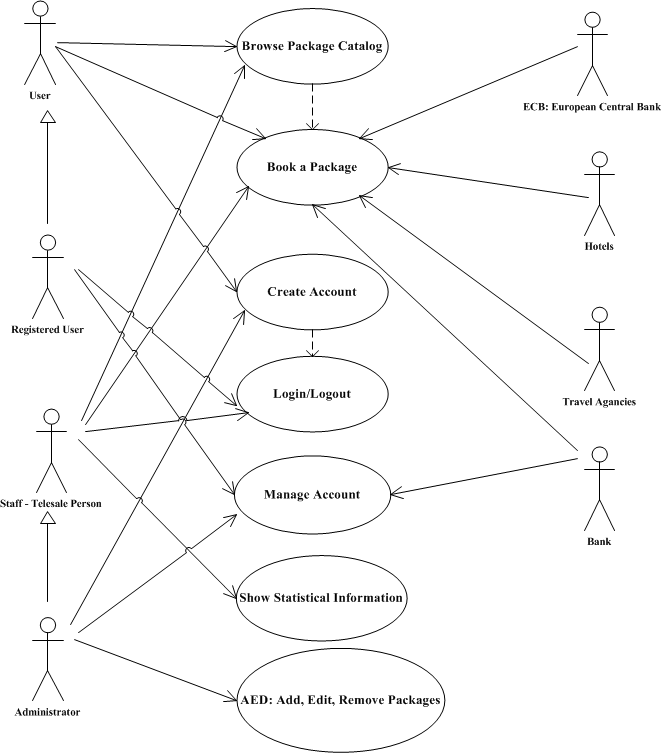 Browse Package Catalog
User
ECB: European Central Bank
Book a Package
Hotels
Create Account
Registered User
Login/Logout
Travel Agancies
Manage Account
Staff - Telesale Person
Bank
Show Statistical Information
AED: Add, Edit, Remove Packages
Administrator